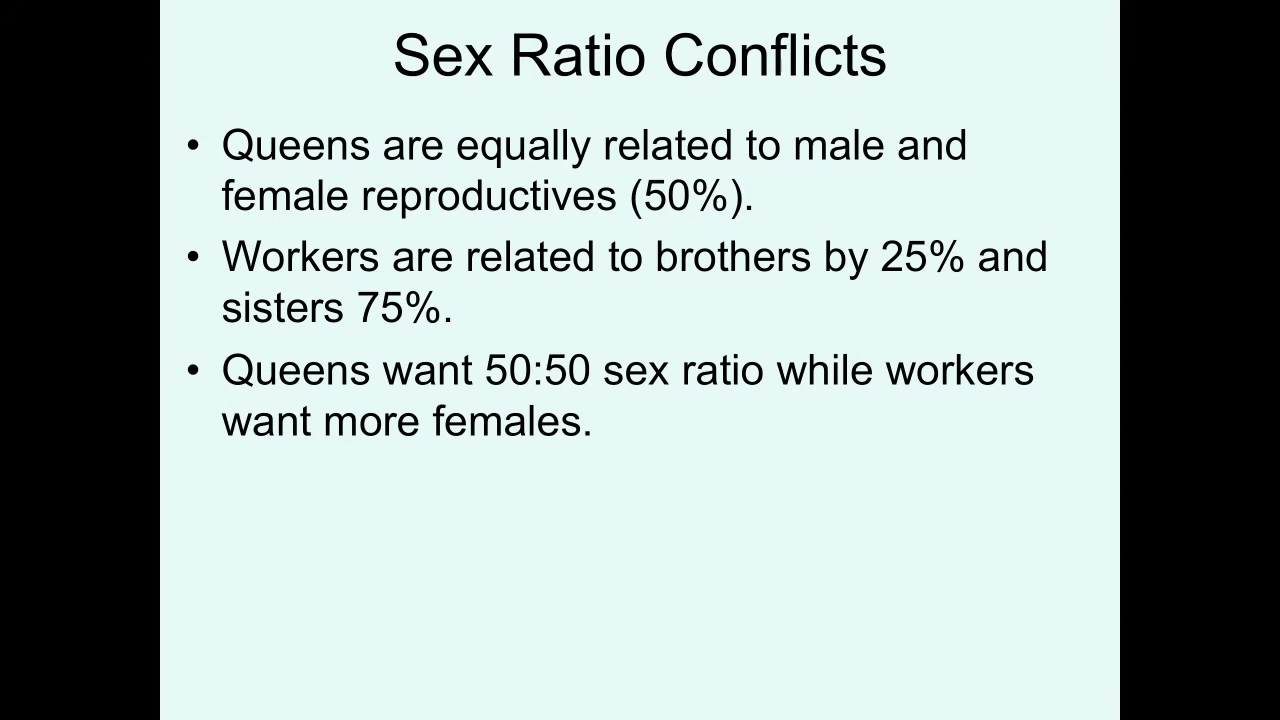 Sex Ratio Conflicts
• Queens are equally related to male and
female reproductives (50%).
• Workers are related to brothers by 25% and
sisters 75%.
• Queens want 50:50 sex ratio while workers
want more females.